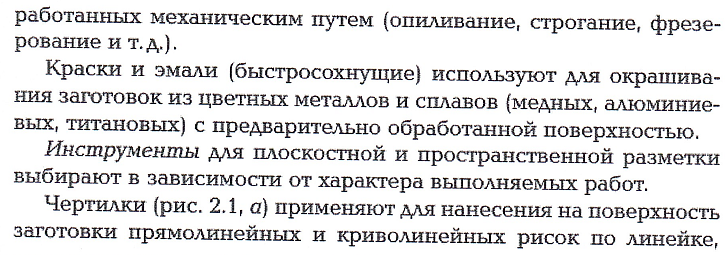 работанных механическим путем (опиливание, строгание, фрезе-
рование и т. д.).
Краски и эмали (быстросохнущие) используют для окрашива-
ния заготовок из цветных металлов и сплавов (медных, алюминие-
вых, титановых) с предварительно обработанной поверхностью.
Инструменты для плоскостной и пространственной разметки
выбирают в зависимости от характера выполняемых работ.
Чертилки (рис. 2.1, а) применяют для нанесения на поверхность
заготовки прямолинейных и криволинейных рисок по линейке,